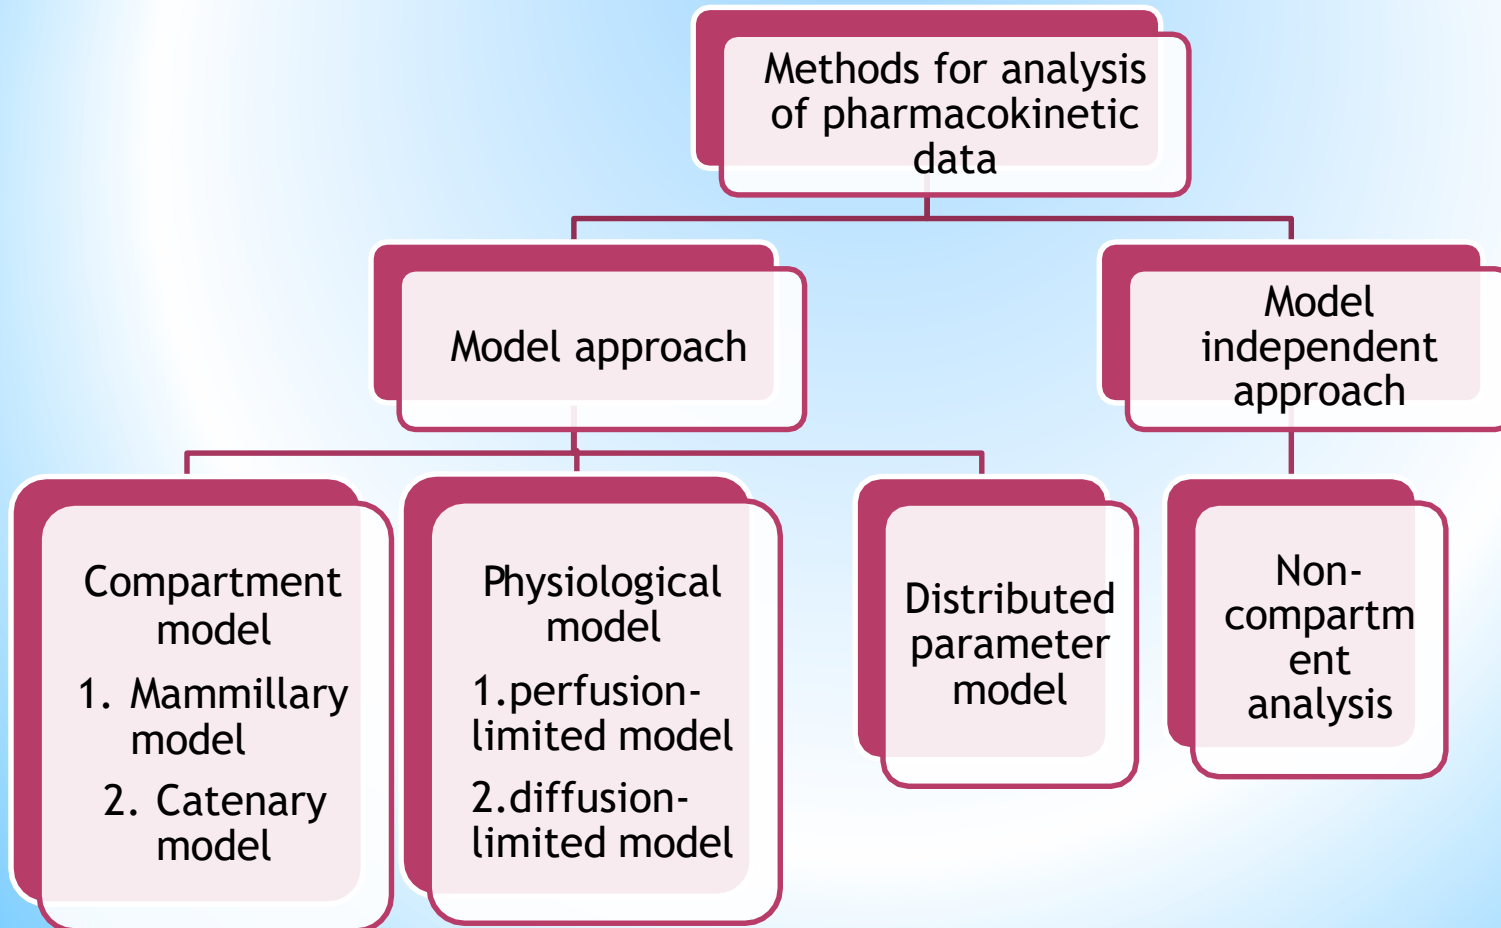 Methods for analysis
of pharmacokinetic
data
Model approach
Model
independent
approach
Compartment
model
1. Mammillary
model
2. Catenary
model
Physiological
model
1.perfusion-
limited model
2.diffusion-
limited model
Distributed
parameter
model
Non-
compartm
ent
analysis